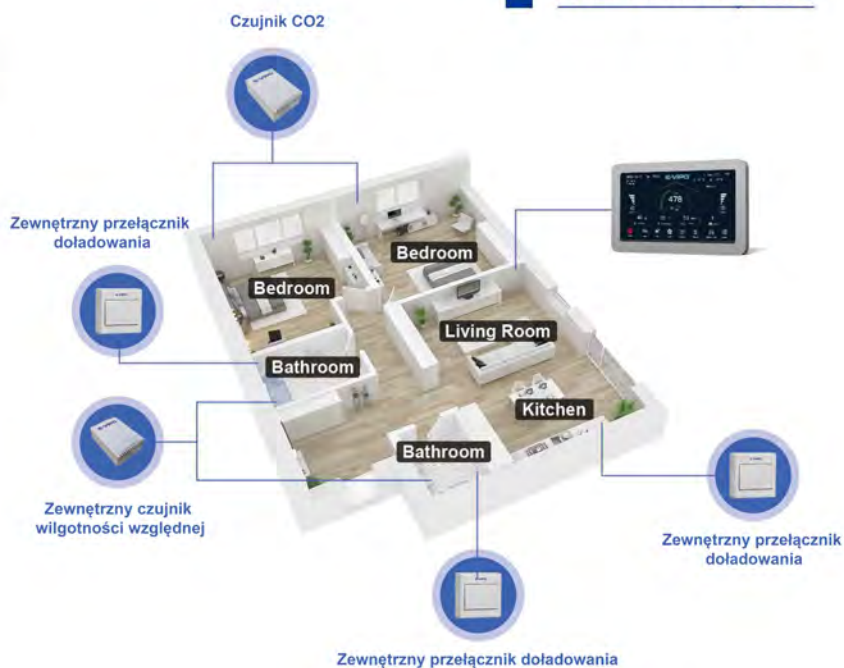 Czujnik CO2
Zewnętrzny przełącznik
doładowania
Bedroom
Bedroom
Living Room
Bathroom
Kitchen
Bathroom
Zewnętrzny czujnik
wilgotności względnej
Zewnętrzny przełącznik
doładowania
Zewnętrzny przełącznik doładowania
478